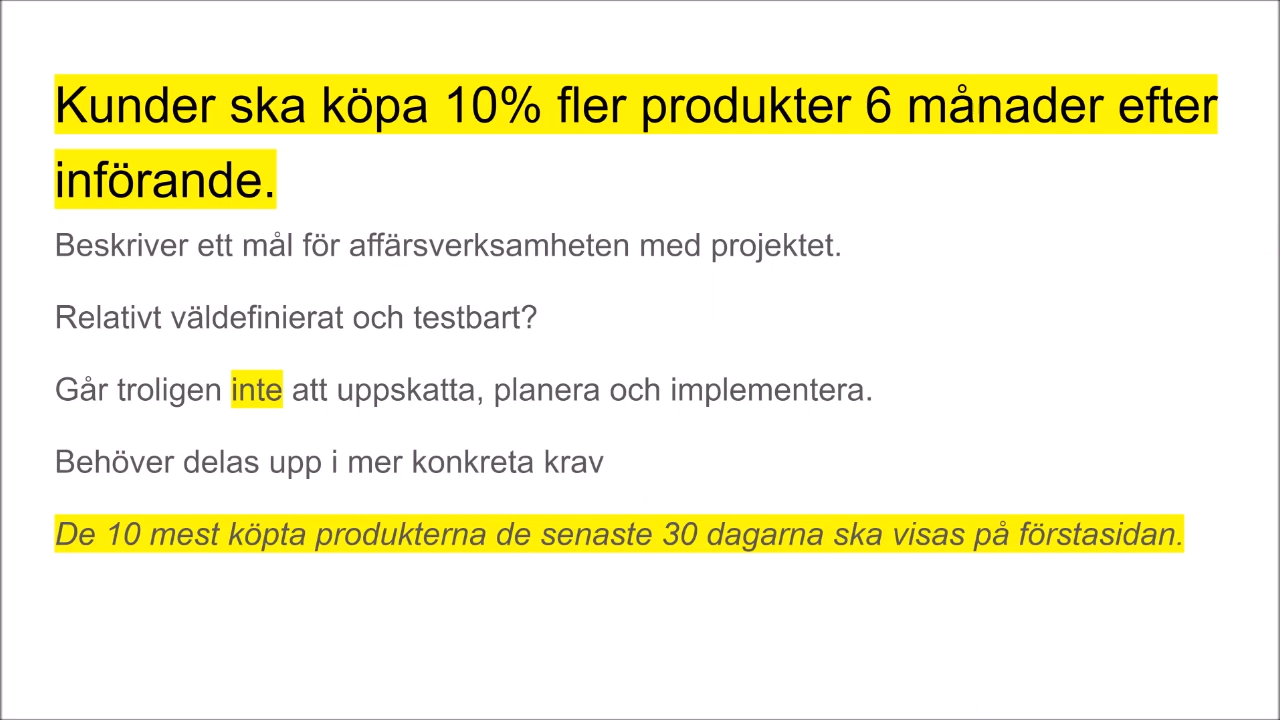 Kunder ska köpa 10% fler produkter 6 månader efter
införande.
Beskriver ett mål för affärsverksamheten med projektet.
Relativt väldefinierat och testbart?
Går troligen inte att uppskatta, planera och implementera.
Behöver delas upp i mer konkreta krav
De 10 mest köpta produkterna de senaste 30 dagarna ska visas på förstasidan.